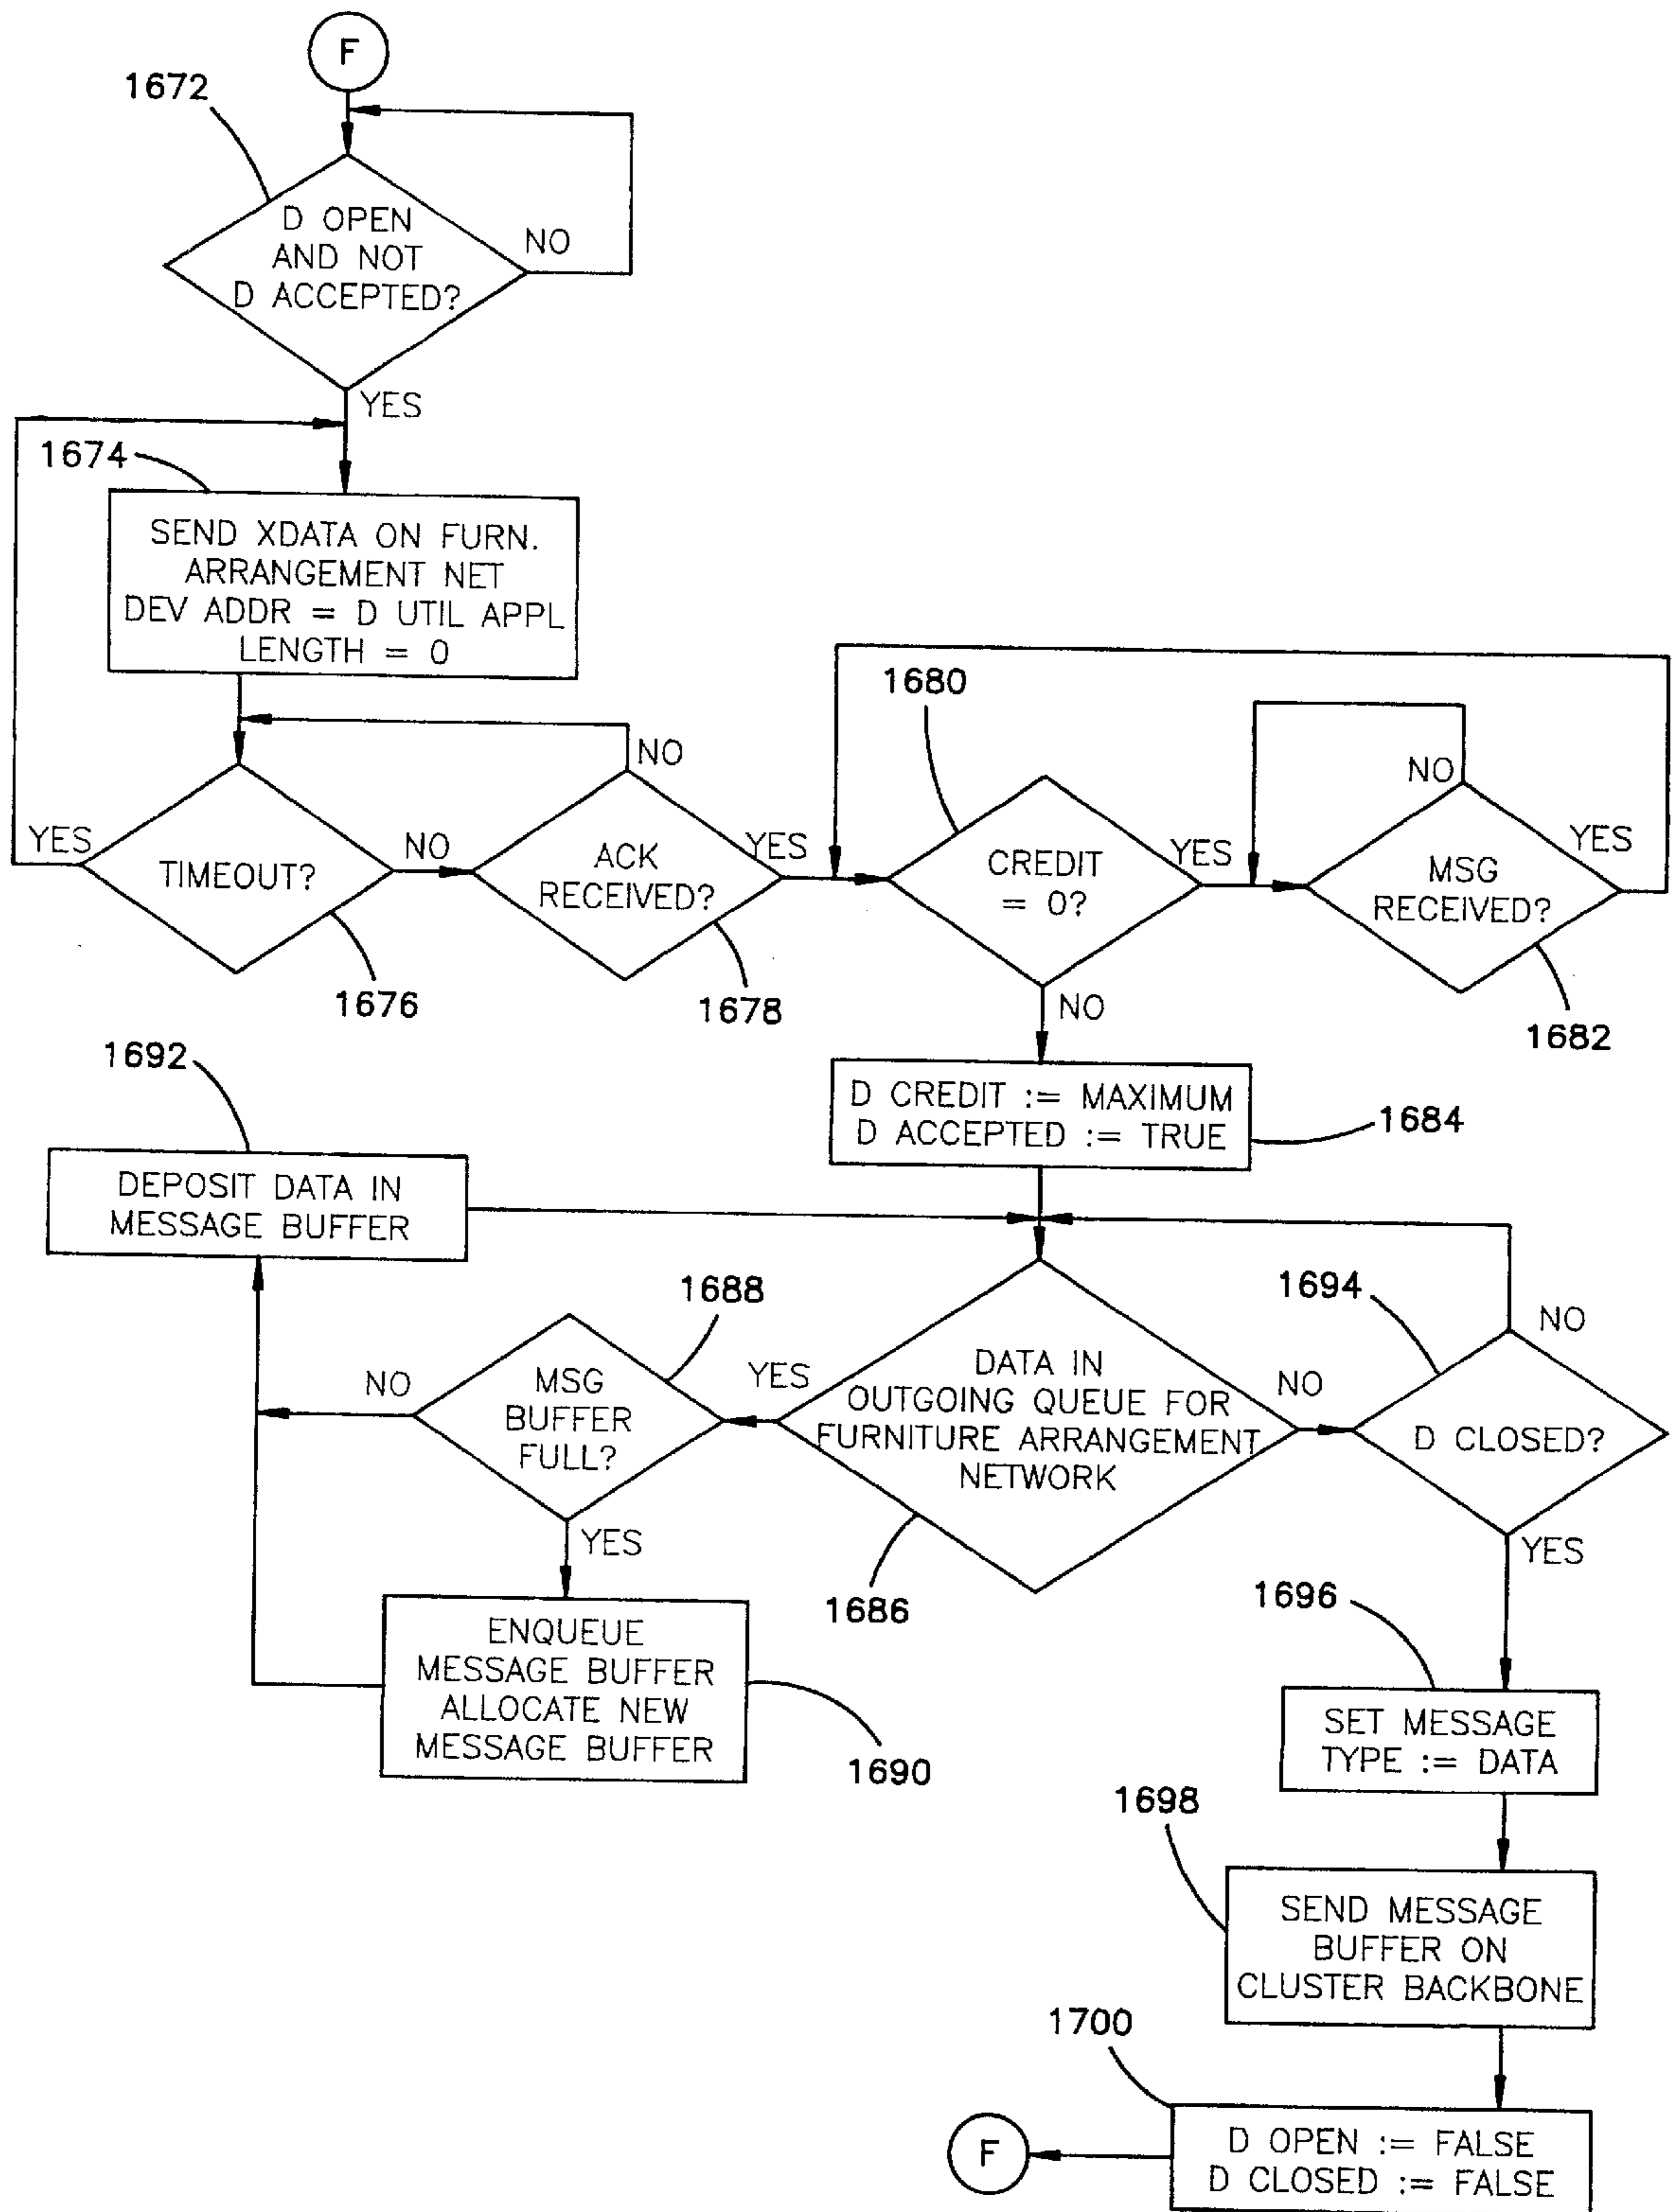 F
1672
D OPEN
AND NOT
D ACCEPTED?
NO
YES
1674
SEND XDATA ON FURN.
ARRANGEMENT NET
DEV ADDR = D UTIL APPL
LENGTH = 0
1680
NO
NO
YES
TIMEOUT?
NO
ACK
RECEIVED?
YES
CREDIT
= 0?
YES
MSG
RECEIVED?
YES
1676
1678
NO
1682
1692
D CREDIT := MAXIMUM
D ACCEPTED := TRUE
1684
DEPOSIT DATA IN
MESSAGE BUFFER
1688
1694
NO
NO
MSG
BUFFER
FULL?
YES
DATA IN
OUTGOING QUEUE FOR
FURNITURE ARRANGEMENT
NETWORK
NO
D CLOSED?
YES
YES
1686
1696
ENQUEUE
MESSAGE BUFFER
ALLOCATE NEW
MESSAGE BUFFER
1690
SET MESSAGE
TYPE := DATA
1698
SEND MESSAGE
BUFFER ON
CLUSTER BACKBONE
1700
F
D OPEN := FALSE
D CLOSED := FALSE